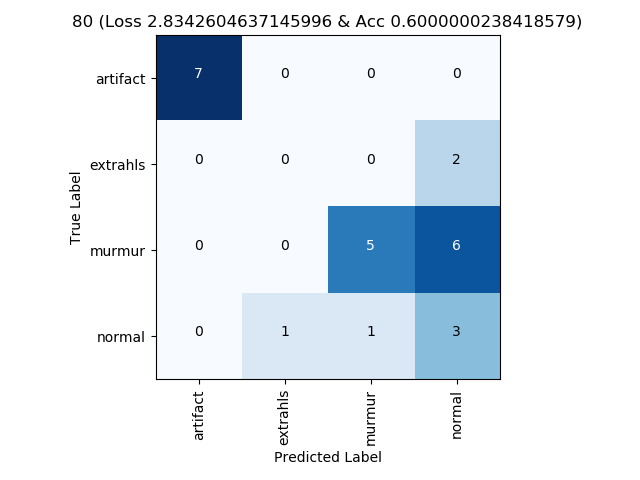 80 (Loss 2.8342604637145996 & Acc 0.6000000238418579)
artifact 7 0 0 0
extrahls 0 0 0 2
murmur 0 0 5 6
normal 0 1 1 3
True Label
artifact extrahls murmur normal
Predicted Label